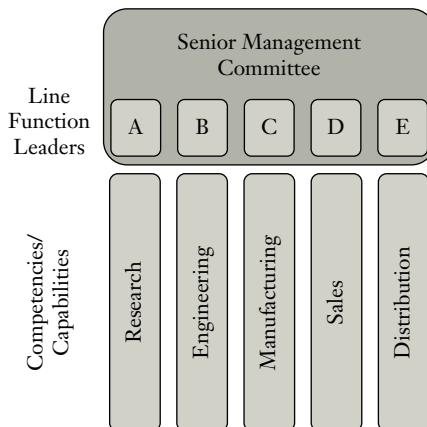 Senior Management
Committee
Line
Function
Leaders
A
B
C
D
E
Competencies/
Capabilities
Research
Engineering
Manufacturing
Sales
Distribution